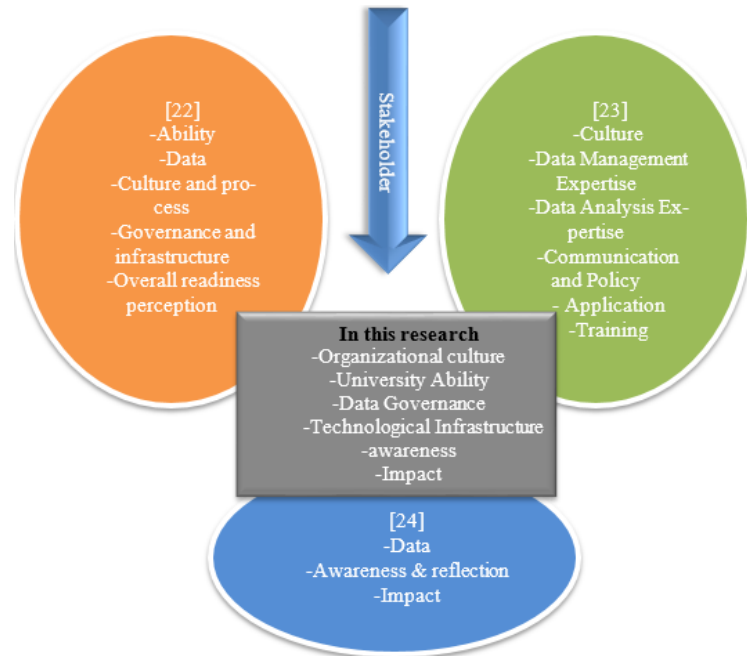 Stakeholder
[22]
-Ability
-Data
-Culture and pro-
cess
-Governance and
infrastructure
-Overall readiness
perception
[23]
-Culture
-Data Management
Expertise
-Data Analysis Ex-
pertise
-Communication
and Policy
- Application
-Training
In this research
-Organizational culture
-University Ability
-Data Governance
-Technological Infrastructure
-awareness
-Impact
[24]
-Data
-Awareness & reflection
-Impact